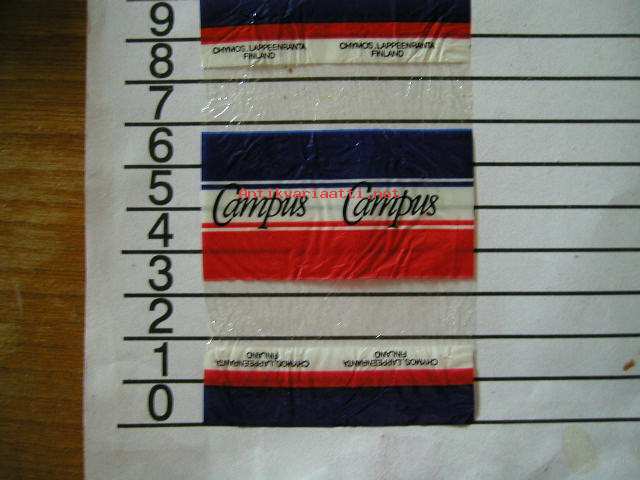 9
CHYMOS, LAPPEENRANTA CHYMOS, LAPPEENRANTA
FINLAND FINLAND
8
7
6
5
Antikvariaatti.net
Campus Campus
4
3
2
1
CHYMOS, LAPPEENRANTA CHYMOS, LAPPEENRANTA
FINLAND FINLAND
0